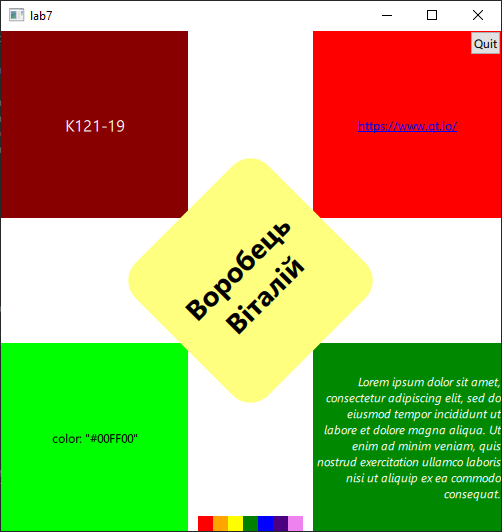 lab7
Quit
K121-19
https://www.qt.io/
Воробець
Віталій
color: "#00FF00"
Lorem ipsum dolor sit amet,
consectetur adipiscing elit, sed do
eiusmod tempor incididunt ut
labore et dolore magna aliqua. Ut
enim ad minim veniam, quis
nostrud exercitation ullamco laboris
nisi ut aliquip ex ea commodo
consequat.